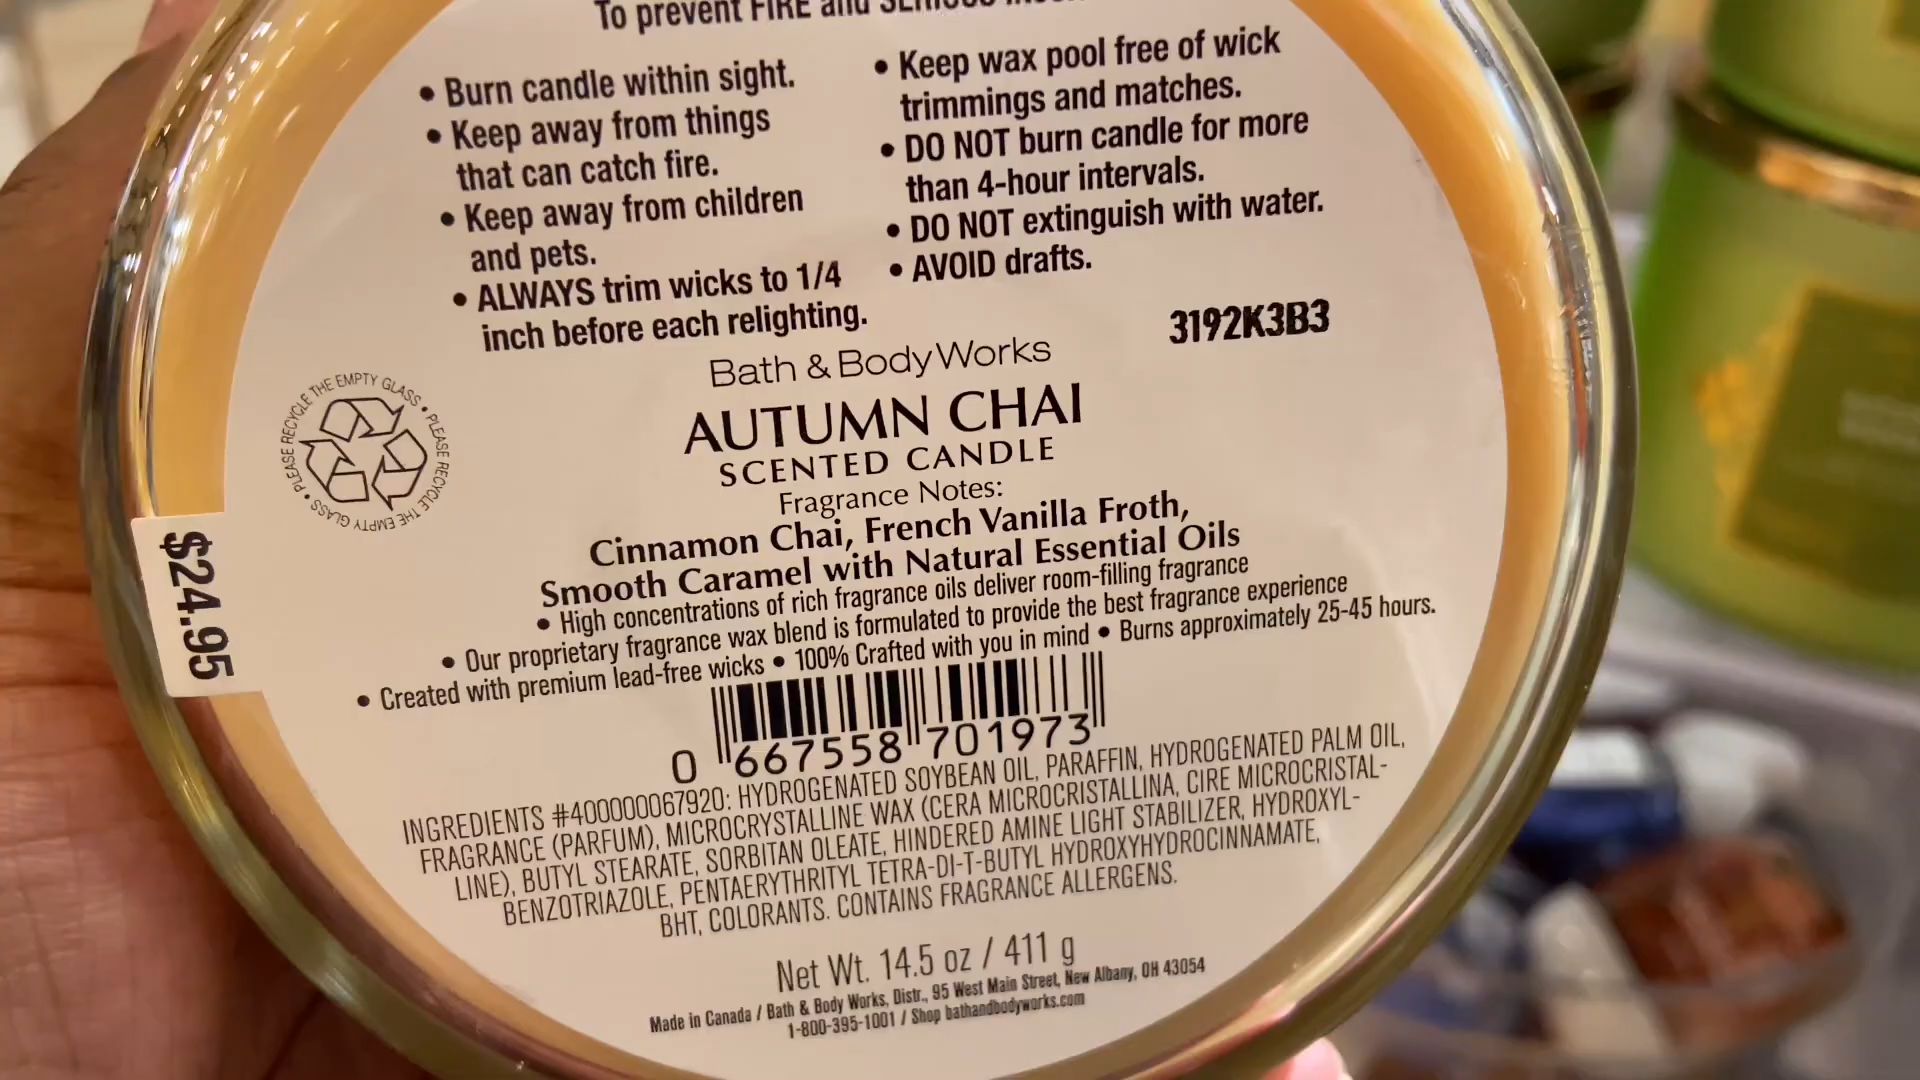 To prevent FIRE and
• Burn candle within sight.
• Keep away from things
that can catch fire.
• Keep away from children
and pets.
• ALWAYS trim wicks to 1/4
inch before each relighting.
• Keep wax pool free of wick
trimmings and matches.
• DO NOT burn candle for more
than 4-hour intervals.
• DO NOT extinguish with water.
• AVOID drafts.
3192K3B3
Bath & Body Works
AUTUMN CHAI
SCENTED CANDLE
Fragrance Notes:
Cinnamon Chai, French Vanilla Froth,
Smooth Caramel with Natural Essential Oils
• High concentrations of rich fragrance oils deliver room-filling fragrance
• Our proprietary fragrance wax blend is formulated to provide the best fragrance experience
• Created with premium lead-free wicks • 100% Crafted with you in mind • Burns approximately 25-45 hours.
PLEASE RECYCLE THE EMPTY GLASS • PLEASE RECYCLE THE EMPTY GLASS •
$24.95
0 667558 701973
INGREDIENTS #400000067920: HYDROGENATED SOYBEAN OIL, PARAFFIN, HYDROGENATED PALM OIL,
FRAGRANCE (PARFUM), MICROCRYSTALLINE WAX (CERA MICROCRISTALLINA, CIRE MICROCRISTAL-
LINE), BUTYL STEARATE, SORBITAN OLEATE, HINDERED AMINE LIGHT STABILIZER, HYDROXYL-
BENZOTRIAZOLE, PENTAERYTHRITYL TETRA-DI-T-BUTYL HYDROXYHYDROCINNAMATE,
BHT, COLORANTS. CONTAINS FRAGRANCE ALLERGENS.
Net Wt. 14.5 oz / 411 g
Made in Canada / Bath & Body Works, Distr., 95 West Main Street, New Albany, OH 43054
1-800-395-1001 / Shop bathandbodyworks.com